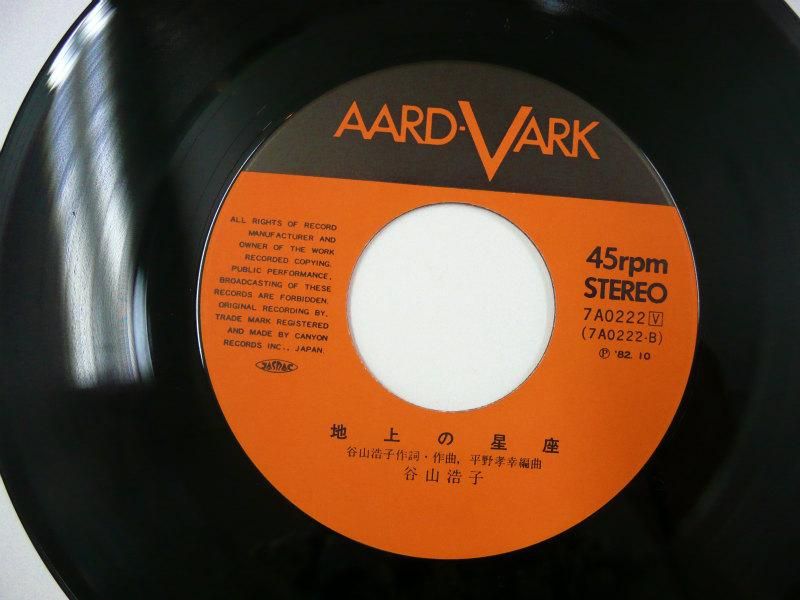 AARD-VARK
ALL RIGHTS OF RECORD
MANUFACTURER AND
OWNER OF THE WORK
RECORDED COPYING,
PUBLIC PERFORMANCE,
BROADCASTING OF THESE
RECORDS ARE FORBIDDEN.
ORIGINAL RECORDING BY,
TRADE MARK REGISTERED
AND MADE BY CANYON
RECORDS INC., JAPAN.
JASRAC
45rpm
STEREO
7A0222 V
(7A0222-B)
Ⓟ '82. 10
地上の星座
谷山浩子作詞・作曲, 平野孝幸編曲
谷山浩子